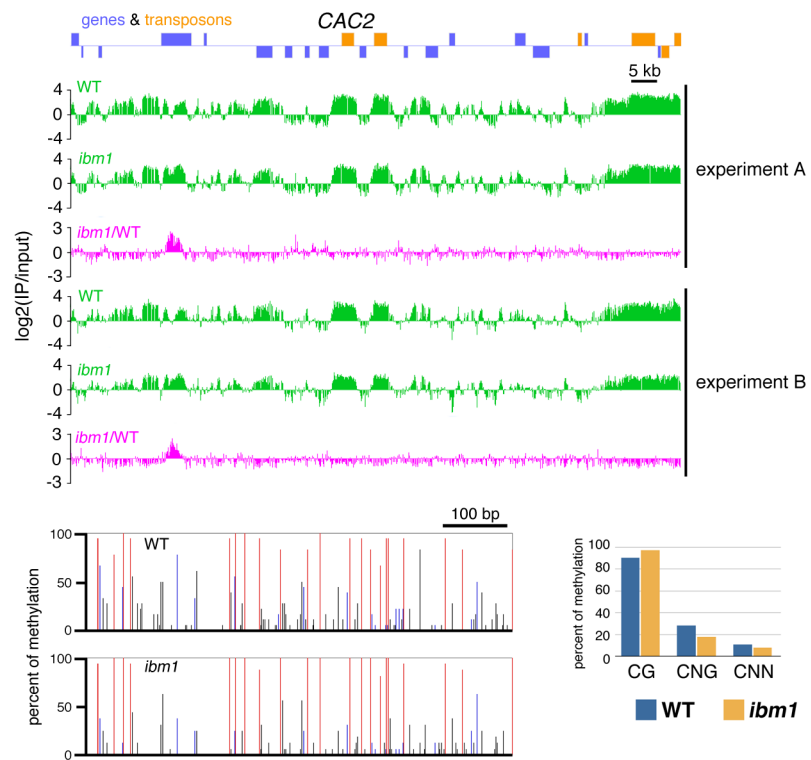 genes & transposons
CAC2
5 kb
4
0
-4
WT
4
0
-4
ibm1
experiment A
3
0
-3
ibm1/WT
log2(IP/input)
4
0
-4
WT
4
0
-4
ibm1
experiment B
3
0
-3
ibm1/WT
100 bp
percent of methylation
100
50
0
WT
100
50
0
ibm1
percent of methylation
100
80
60
40
20
0
CG CNG CNN
WT ibm1